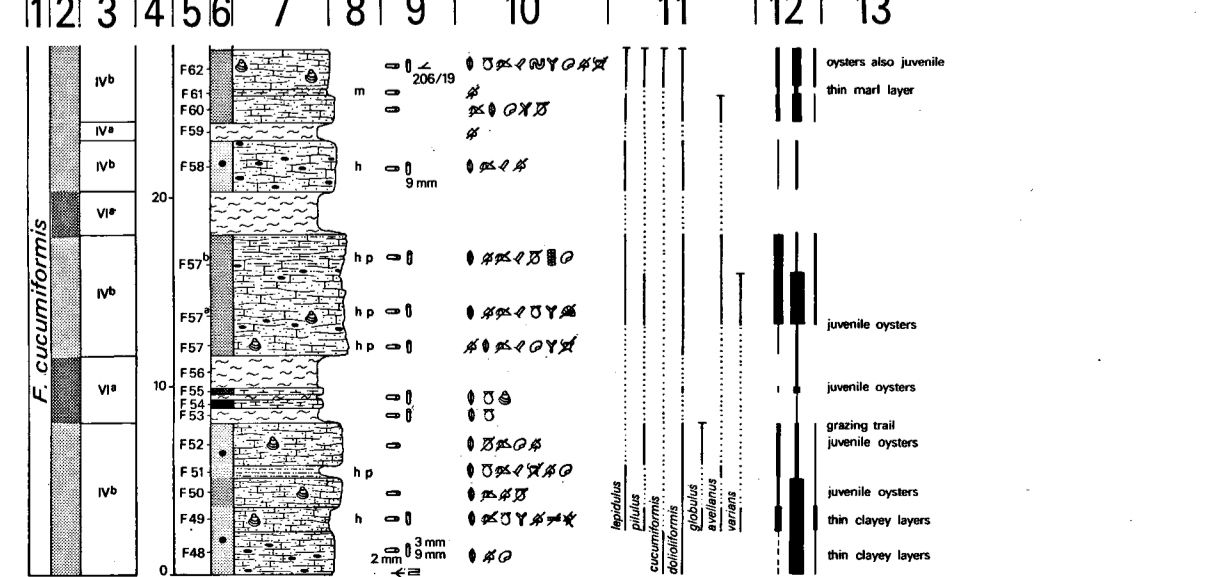 1 2 3 4 5 6 7 8 9 10 11 12 13
F. cucumiformis
IVb
IVa
IVb
VIa
IVb
VIa
IVb
20
10
0
F62
F61
F60
F59
F58
F57b
F57a
F57
F56
F55
F54
F53
F52
F51
F50
F49
F48
m
h
h p
h p
h p
h p
h
206/19
9 mm
3 mm
2 mm 9 mm
lepidulus
pilulus
cucumiformis
dolioliformis
globulus
avellanus
varians
oysters also juvenile
thin marl layer
juvenile oysters
juvenile oysters
grazing trail
juvenile oysters
juvenile oysters
thin clayey layers
thin clayey layers